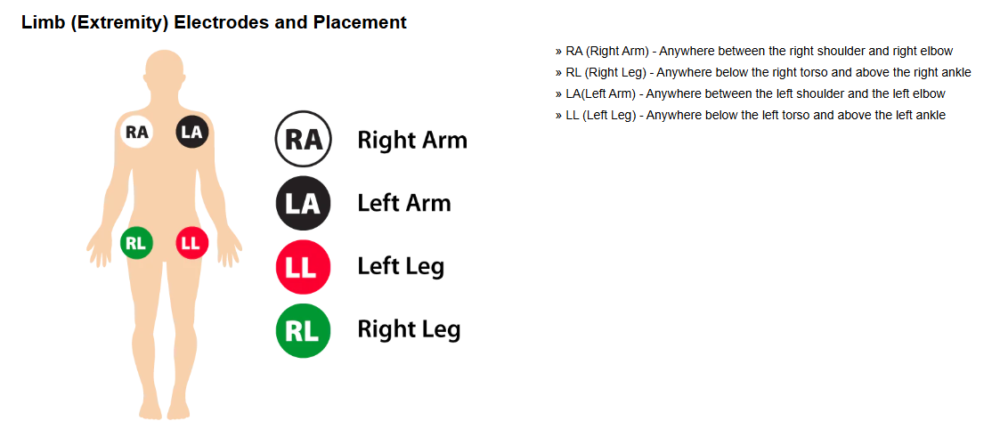 Limb (Extremity) Electrodes and Placement
» RA (Right Arm) - Anywhere between the right shoulder and right elbow
» RL (Right Leg) - Anywhere below the right torso and above the right ankle
» LA(Left Arm) - Anywhere between the left shoulder and the left elbow
» LL (Left Leg) - Anywhere below the left torso and above the left ankle
RA LA
RL LL
RA Right Arm
LA Left Arm
LL Left Leg
RL Right Leg